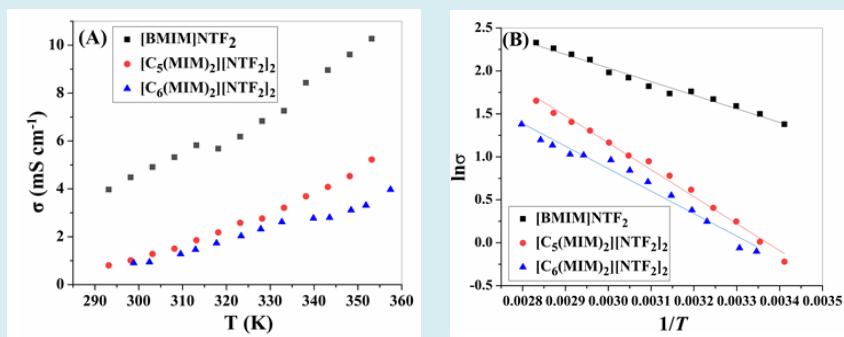 (A)
[BMIM]NTF₂
[C₅(MIM)₂][NTF₂]₂
[C₆(MIM)₂][NTF₂]₂
σ (mS cm⁻¹)
10
8
6
4
2
0
290 300 310 320 330 340 350 360
T (K)
(B)
lnσ
2.5
2.0
1.5
1.0
0.5
0.0
-0.5
[BMIM]NTF₂
[C₅(MIM)₂][NTF₂]₂
[C₆(MIM)₂][NTF₂]₂
0.0028 0.0029 0.0030 0.0031 0.0032 0.0033 0.0034 0.0035
1/T